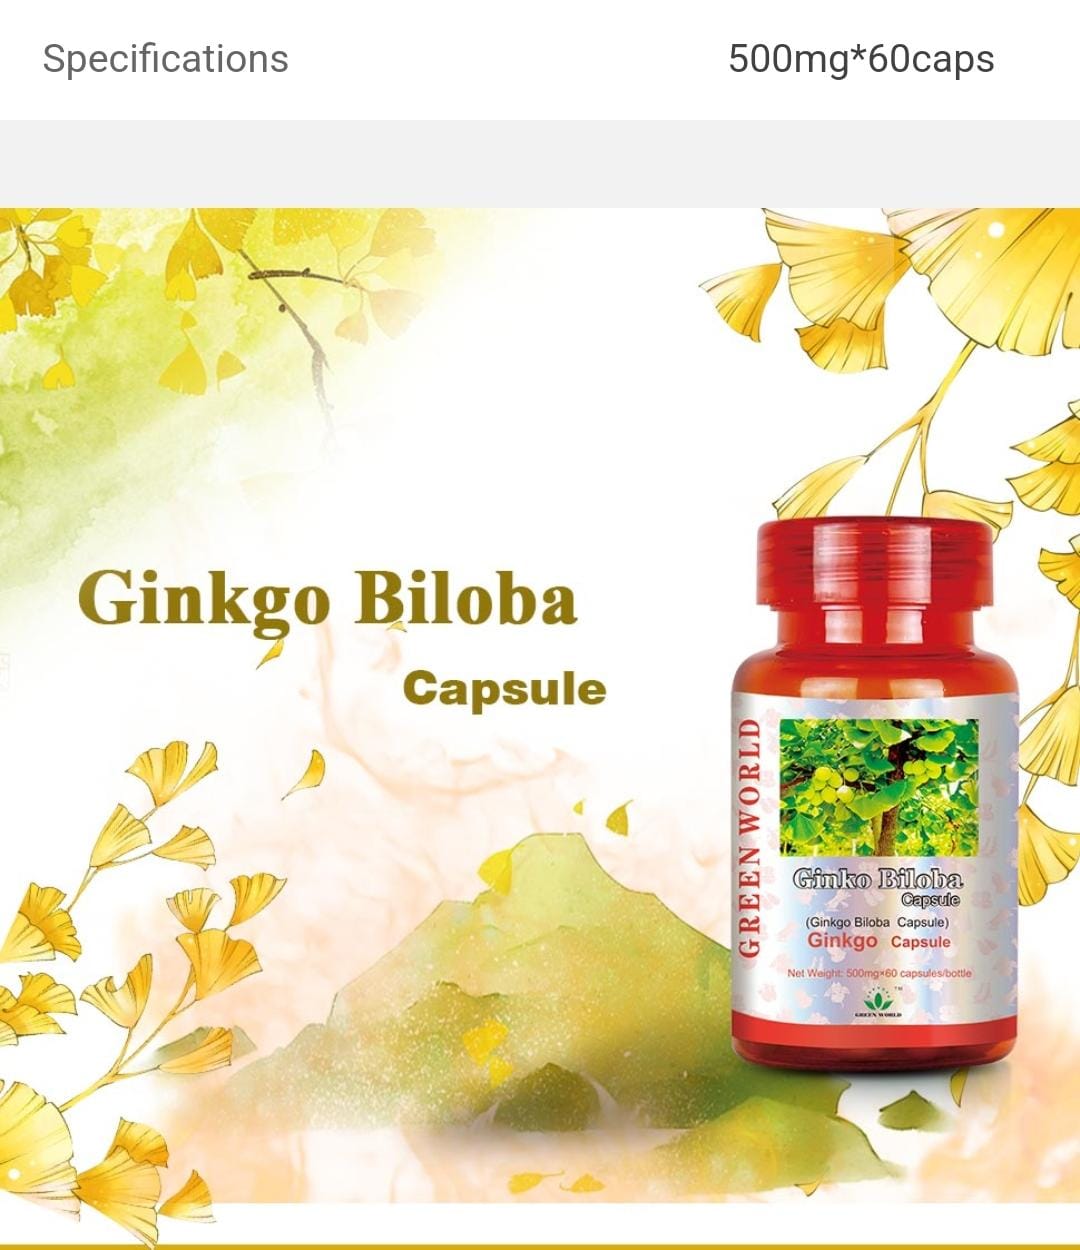 Specifications 500mg*60caps
Ginkgo Biloba
Capsule
GREEN WORLD
Ginko Biloba
Capsule
(Ginkgo Biloba Capsule)
Ginkgo Capsule
Net Weight: 500mg×60 capsules/bottle
TM
GREEN WORLD